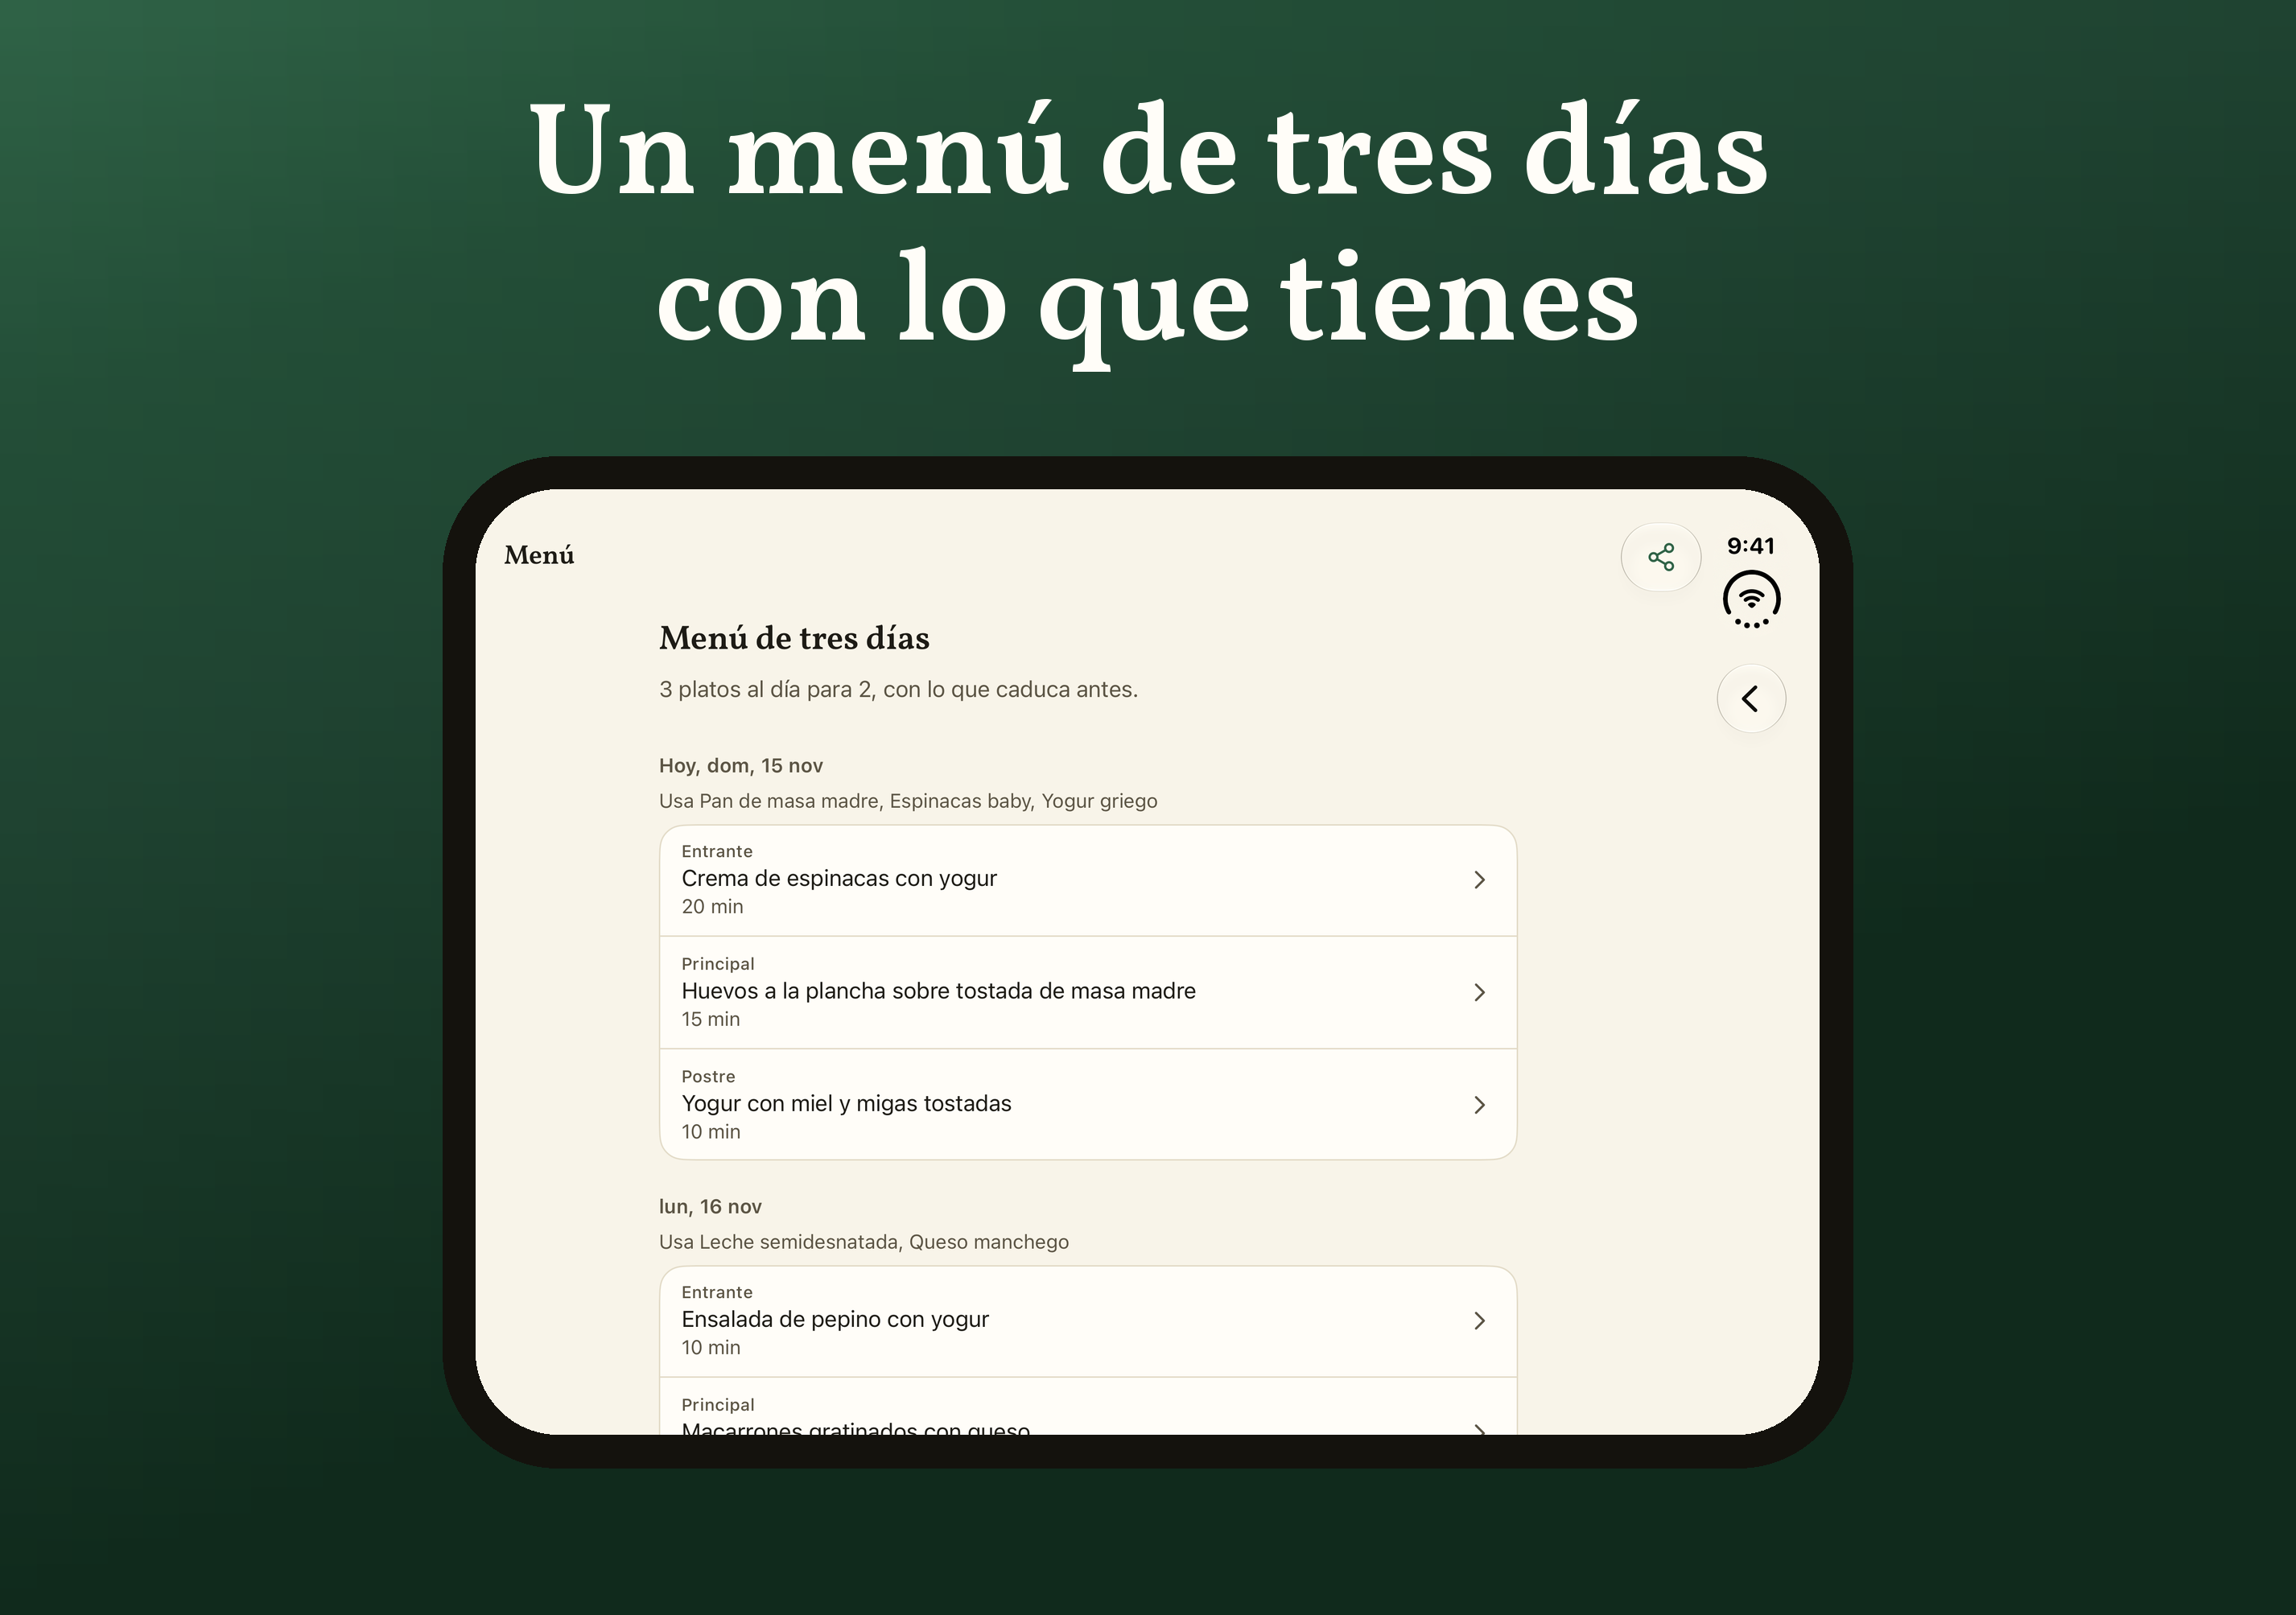 Un menú de tres días
con lo que tienes
Menú
9:41
Menú de tres días
3 platos al día para 2, con lo que caduca antes.
Hoy, dom, 15 nov
Usa Pan de masa madre, Espinacas baby, Yogur griego
Entrante
Crema de espinacas con yogur
20 min
Principal
Huevos a la plancha sobre tostada de masa madre
15 min
Postre
Yogur con miel y migas tostadas
10 min
lun, 16 nov
Usa Leche semidesnatada, Queso manchego
Entrante
Ensalada de pepino con yogur
10 min
Principal
Macarrones gratinados con queso